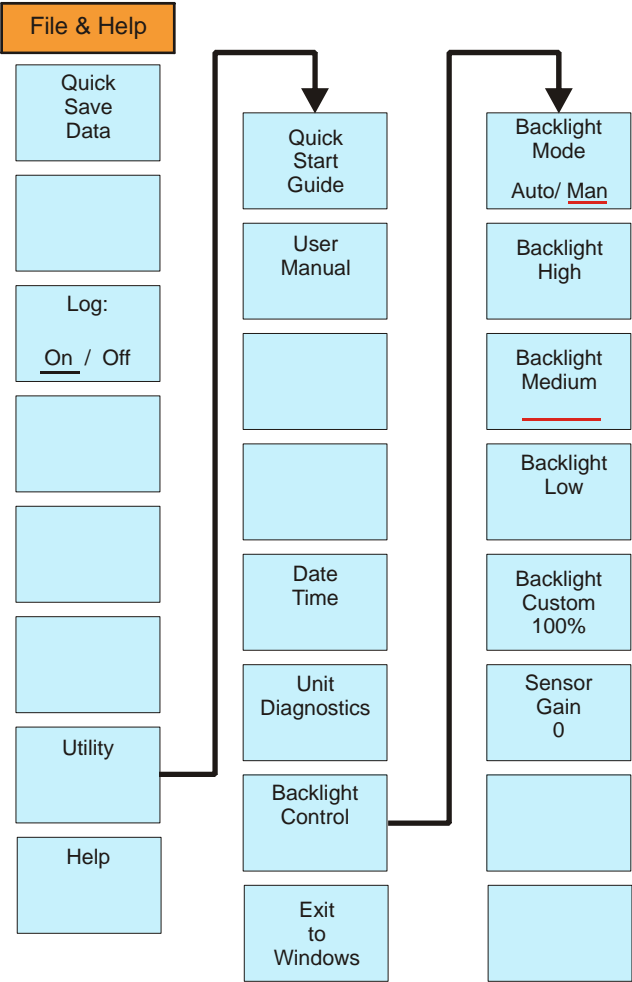 File & Help
Quick
Save
Data
Log:
On / Off
Utility
Help
Quick
Start
Guide
User
Manual
Date
Time
Unit
Diagnostics
Backlight
Control
Exit
to
Windows
Backlight
Mode
Auto/ Man
Backlight
High
Backlight
Medium
Backlight
Low
Backlight
Custom
100%
Sensor
Gain
0